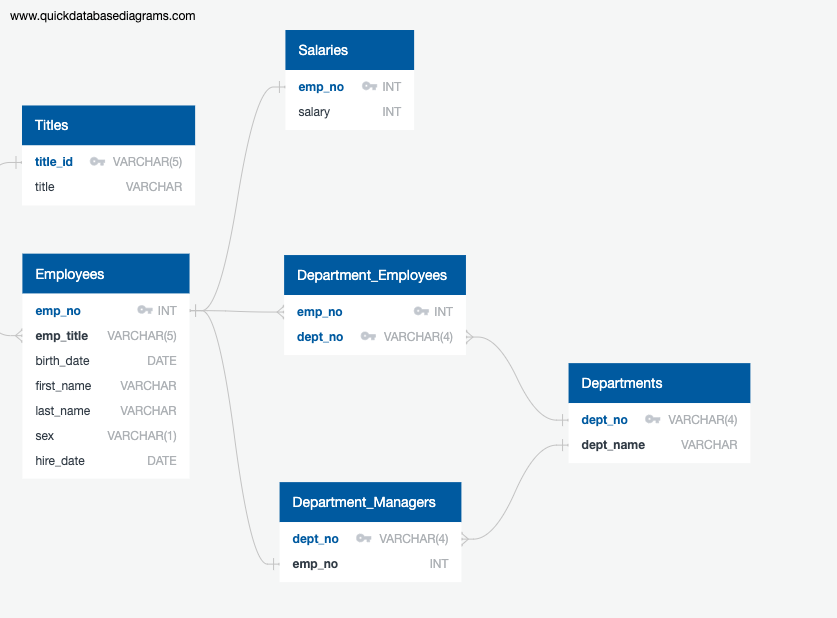 www.quickdatabasediagrams.com
Salaries
emp_no INT
salary INT
Titles
title_id VARCHAR(5)
title VARCHAR
Employees
emp_no INT
emp_title VARCHAR(5)
birth_date DATE
first_name VARCHAR
last_name VARCHAR
sex VARCHAR(1)
hire_date DATE
Department_Employees
emp_no INT
dept_no VARCHAR(4)
Departments
dept_no VARCHAR(4)
dept_name VARCHAR
Department_Managers
dept_no VARCHAR(4)
emp_no INT